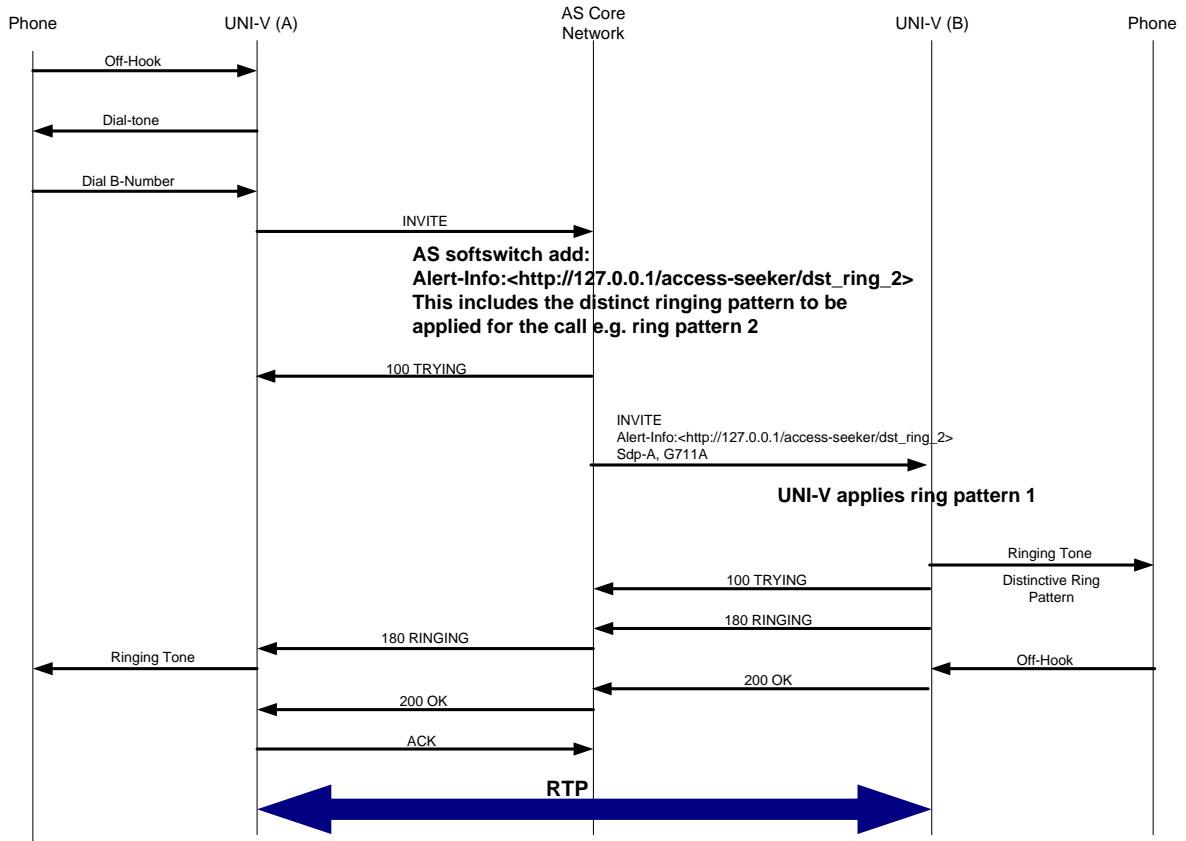 Phone
UNI-V (A)
AS Core
Network
UNI-V (B)
Phone
Off-Hook
Dial-tone
Dial B-Number
INVITE
AS softswitch add:
Alert-Info:<http://127.0.0.1/access-seeker/dst_ring_2>
This includes the distinct ringing pattern to be
applied for the call e.g. ring pattern 2
100 TRYING
INVITE
Alert-Info:<http://127.0.0.1/access-seeker/dst_ring_2>
Sdp-A, G711A
UNI-V applies ring pattern 1
Ringing Tone
Distinctive Ring
Pattern
100 TRYING
180 RINGING
180 RINGING
Ringing Tone
Off-Hook
200 OK
200 OK
ACK
RTP